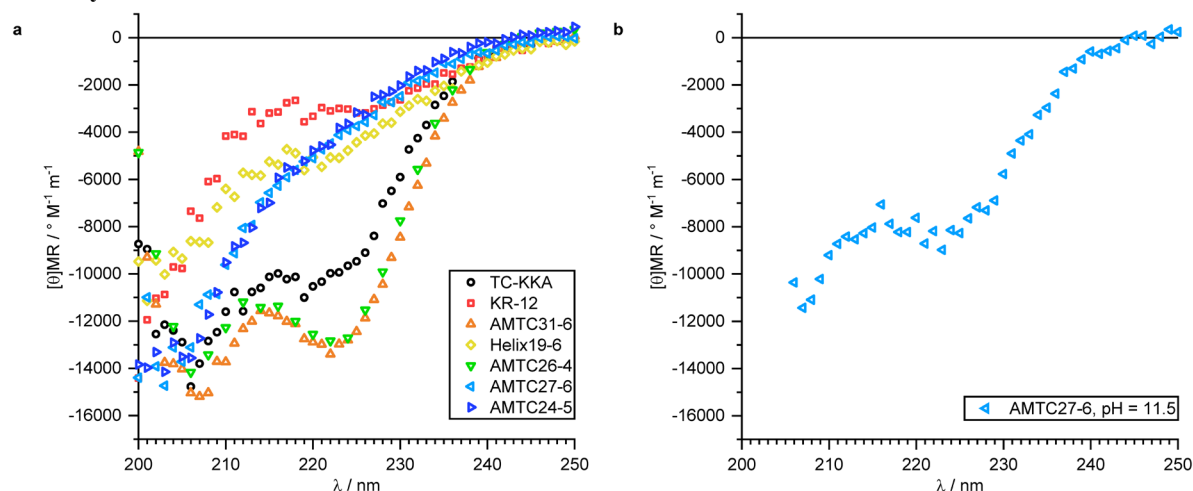 a
b
0
-2000
-4000
-6000
-8000
-10000
-12000
-14000
-16000
[θ]MR / ° M⁻¹ m⁻¹
200
210
220
230
240
250
λ / nm
TC-KKA
KR-12
AMTC31-6
Helix19-6
AMTC26-4
AMTC27-6
AMTC24-5
0
-2000
-4000
-6000
-8000
-10000
-12000
-14000
-16000
[θ]MR / ° M⁻¹ m⁻¹
200
210
220
230
240
250
λ / nm
AMTC27-6, pH = 11.5